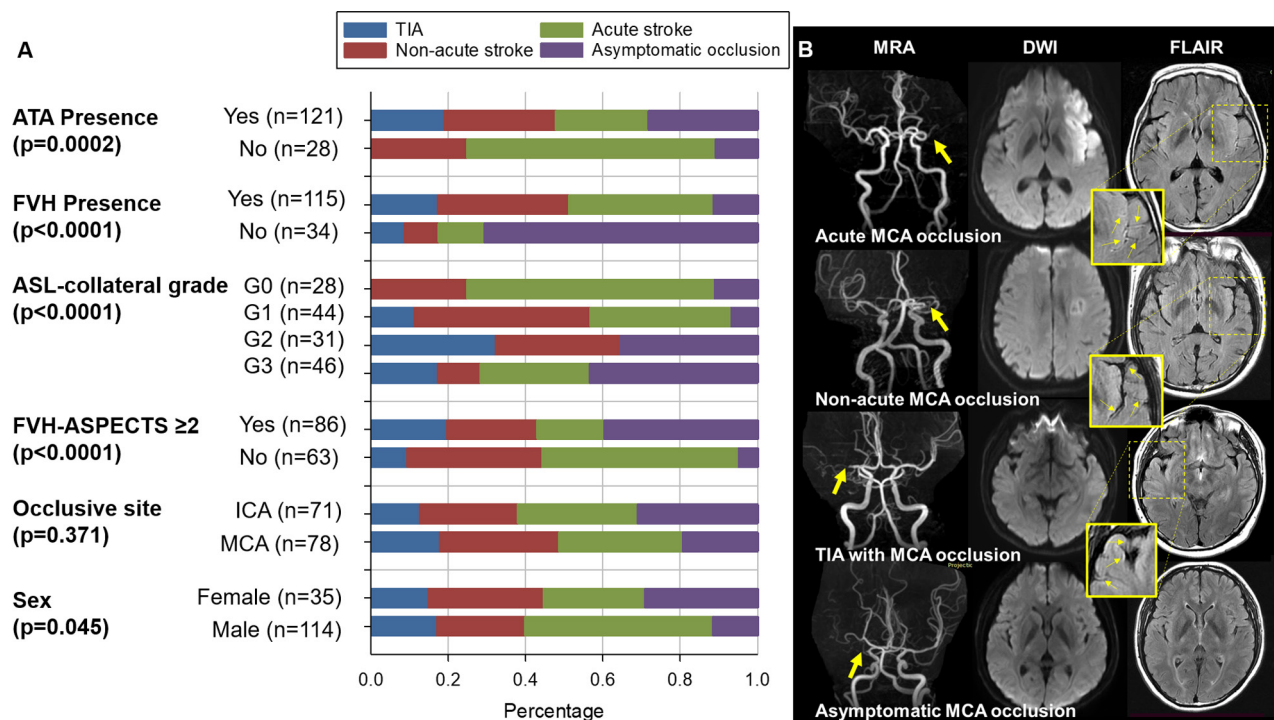 A
TIA
Acute stroke
Non-acute stroke
Asymptomatic occlusion
ATA Presence
(p=0.0002)
Yes (n=121)
No (n=28)
FVH Presence
(p<0.0001)
Yes (n=115)
No (n=34)
ASL-collateral grade
(p<0.0001)
G0 (n=28)
G1 (n=44)
G2 (n=31)
G3 (n=46)
FVH-ASPECTS ≥2
(p<0.0001)
Yes (n=86)
No (n=63)
Occlusive site
(p=0.371)
ICA (n=71)
MCA (n=78)
Sex
(p=0.045)
Female (n=35)
Male (n=114)
0.0 0.2 0.4 0.6 0.8 1.0
Percentage
B
MRA DWI FLAIR
Acute MCA occlusion
Non-acute MCA occlusion
TIA with MCA occlusion
Projectic
Asymptomatic MCA occlusion